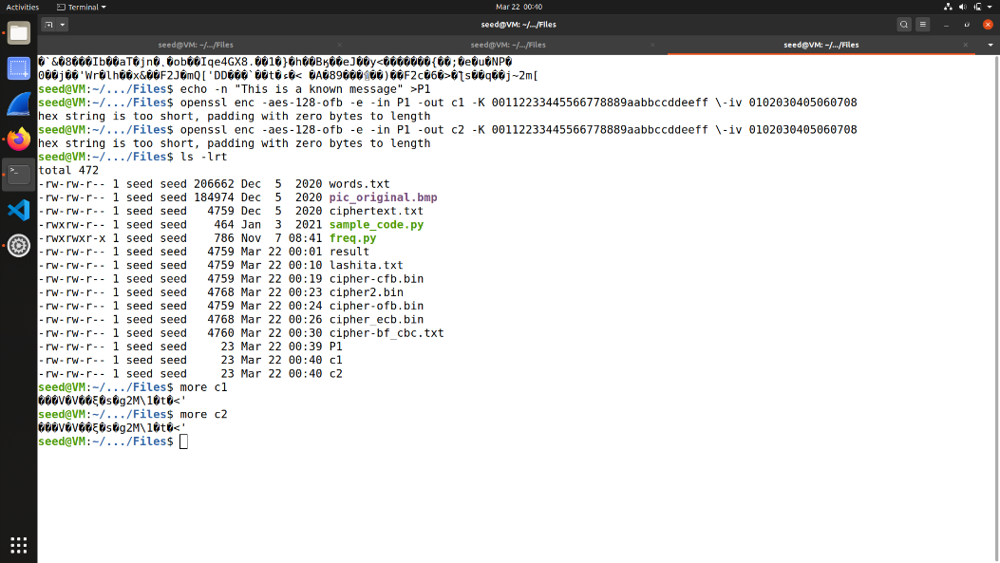 Activities Terminal Mar 22 00:40
seed@VM: ~/.../Files
seed@VM: ~/.../Files seed@VM: ~/.../Files seed@VM: ~/.../Files
�`&�8���Ib��aT�jn�.�ob��Iqe4GX8.��1�}�h��Bӄ��eJ��y<�������{��;�e�u�NP�
seed@VM:~/.../Files$ echo -n "This is a known message" >P1
seed@VM:~/.../Files$ openssl enc -aes-128-ofb -e -in P1 -out c1 -K 00112233445566778889aabbccddeeff \-iv 0102030405060708
hex string is too short, padding with zero bytes to length
seed@VM:~/.../Files$ openssl enc -aes-128-ofb -e -in P1 -out c2 -K 00112233445566778889aabbccddeeff \-iv 0102030405060708
hex string is too short, padding with zero bytes to length
seed@VM:~/.../Files$ ls -lrt
total 472
-rw-rw-r-- 1 seed seed 206662 Dec  5  2020 words.txt
-rw-rw-r-- 1 seed seed 184974 Dec  5  2020 pic_original.bmp
-rw-rw-r-- 1 seed seed   4759 Dec  5  2020 ciphertext.txt
-rwxrw-r-- 1 seed seed    464 Jan  3  2021 sample_code.py
-rwxrwxr-x 1 seed seed    786 Nov  7 08:41 freq.py
-rw-rw-r-- 1 seed seed   4759 Mar 22 00:01 result
-rw-rw-r-- 1 seed seed   4759 Mar 22 00:10 lashita.txt
-rw-rw-r-- 1 seed seed   4759 Mar 22 00:19 cipher-cfb.bin
-rw-rw-r-- 1 seed seed   4768 Mar 22 00:23 cipher2.bin
-rw-rw-r-- 1 seed seed   4759 Mar 22 00:24 cipher-ofb.bin
-rw-rw-r-- 1 seed seed   4768 Mar 22 00:26 cipher_ecb.bin
-rw-rw-r-- 1 seed seed   4760 Mar 22 00:30 cipher-bf_cbc.txt
-rw-rw-r-- 1 seed seed     23 Mar 22 00:39 P1
-rw-rw-r-- 1 seed seed     23 Mar 22 00:40 c1
-rw-rw-r-- 1 seed seed     23 Mar 22 00:40 c2
seed@VM:~/.../Files$ more c1
���V�V��ξ�s�g2M\1�t�<'
seed@VM:~/.../Files$ more c2
���V�V��ξ�s�g2M\1�t�<'
seed@VM:~/.../Files$